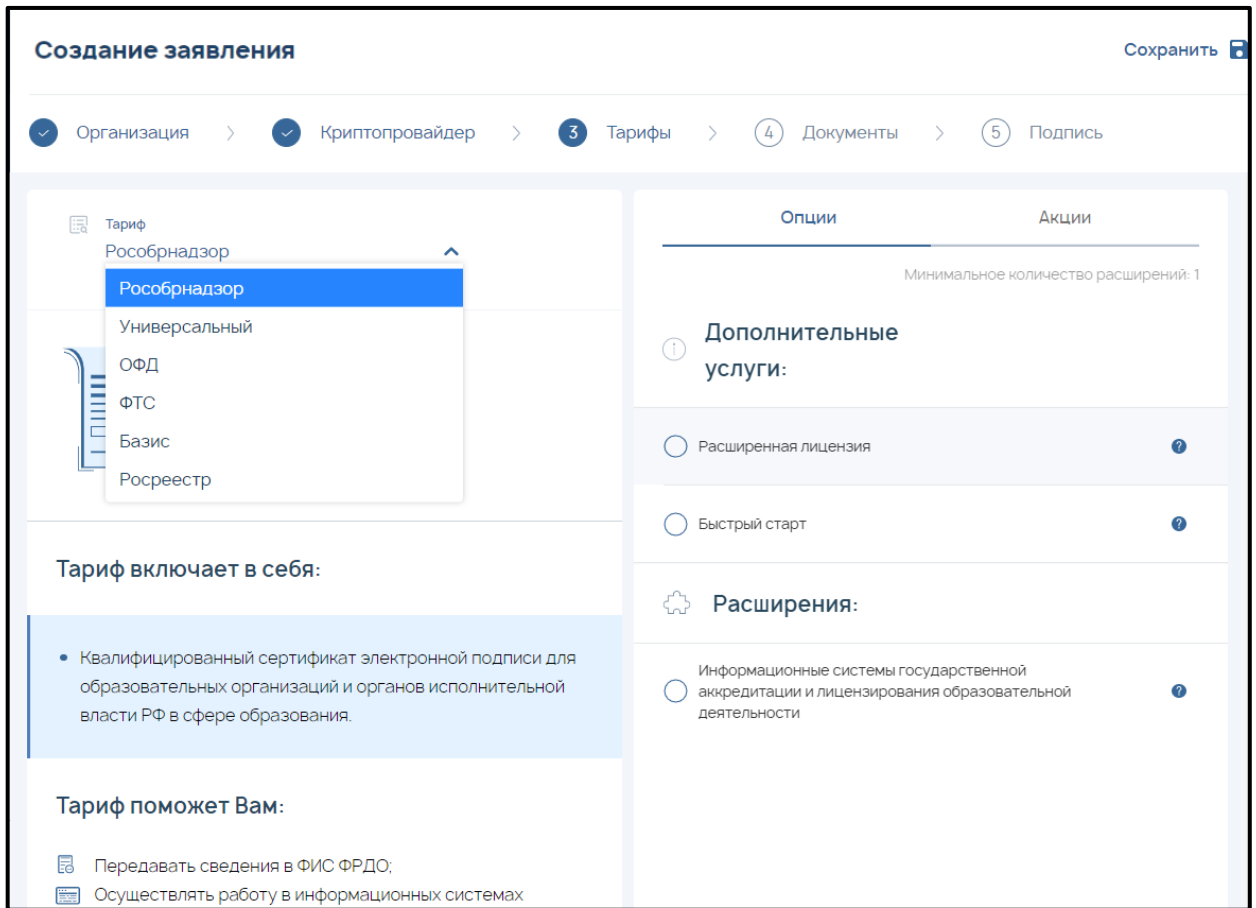 Создание заявления
Сохранить
Организация
Криптопровайдер
3 Тарифы
4 Документы
5 Подпись
Тариф
Рособрнадзор
Рособрнадзор
Универсальный
ОФД
ФТС
Базис
Росреестр
Тариф включает в себя:
• Квалифицированный сертификат электронной подписи для
образовательных организаций и органов исполнительной
власти РФ в сфере образования.
Тариф поможет Вам:
Передавать сведения в ФИС ФРДО;
Осуществлять работу в информационных системах
Опции
Акции
Минимальное количество расширений: 1
Дополнительные
услуги:
Расширенная лицензия ?
Быстрый старт ?
Расширения:
Информационные системы государственной
аккредитации и лицензирования образовательной ?
деятельности